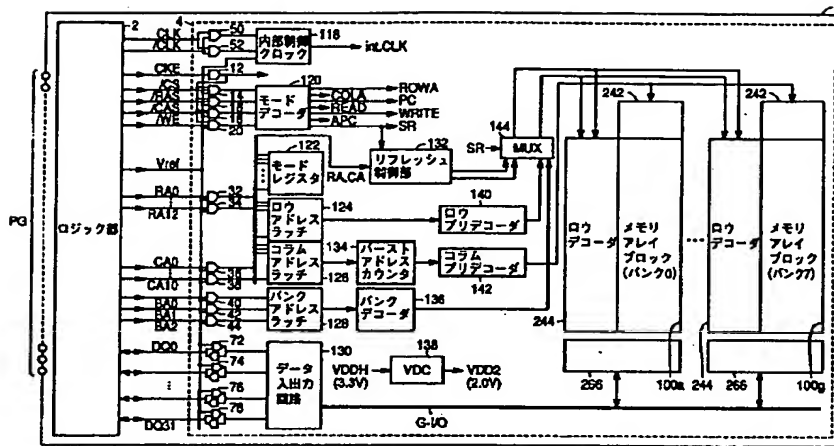 2
4
CLK
50
/CLK
52
内部制御
クロック
118
int.CLK
CKE
12
/CS
/RAS
/CAS
/WE
14
20
モード
デコーダ
120
ROWA
COLA
PC
READ
WRITE
APC
SR
Vref
122
モード
レジスタ
RA,CA
132
リフレッシュ
制御部
144
SR
MUX
RA0
32
RA12
34
ロウ
アドレス
ラッチ
124
140
ロウ
プリデコーダ
PG
ロジック部
CA0
36
CA10
38
コラム
アドレス
ラッチ
126
134
バースト
アドレス
カウンタ
コラム
プリデコーダ
142
BA0
40
BA1
42
BA2
44
バンク
アドレス
ラッチ
128
バンク
デコーダ
136
DQ0
72
74
76
DQ31
78
130
データ
入出力
回路
VDDH
(3.3V)
138
VDC
VDD2
(2.0V)
G-I/O
242
ロウ
デコーダ
メモリ
アレイ
ブロック
(バンク0)
244
266
100a
242
ロウ
デコーダ
メモリ
アレイ
ブロック
(バンク7)
244
266
100g